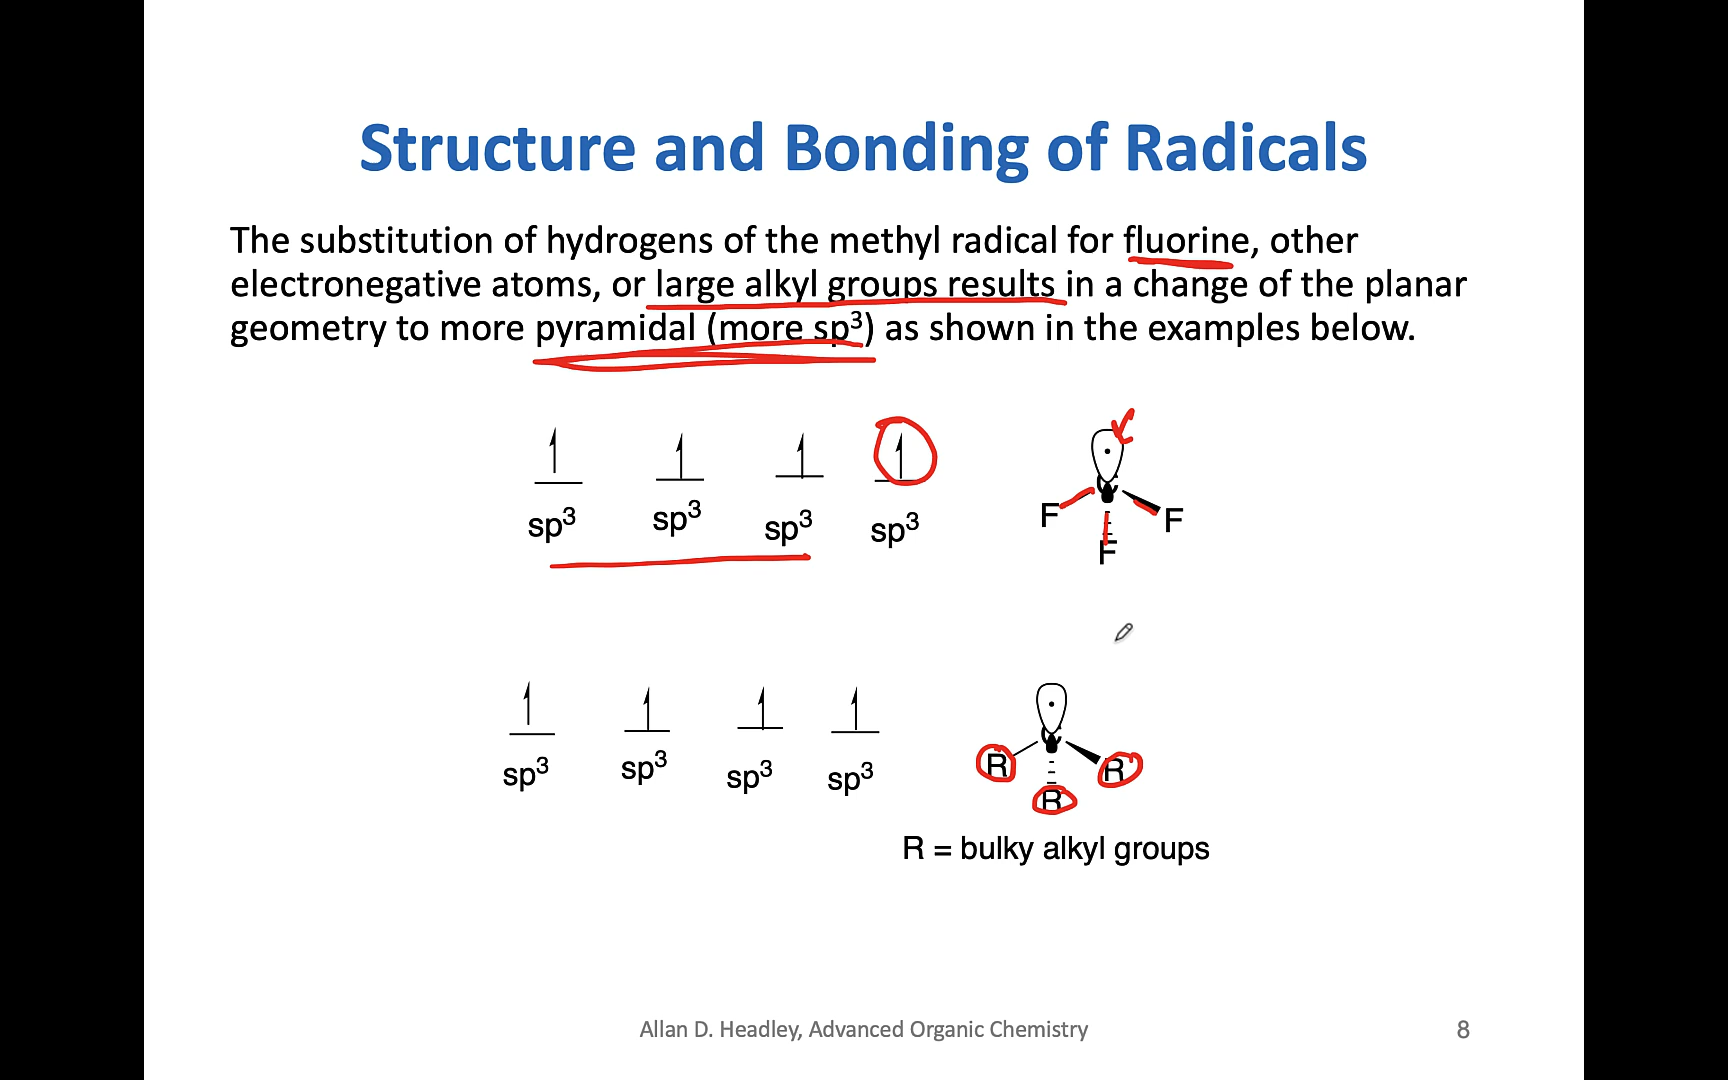 Structure and Bonding of Radicals
The substitution of hydrogens of the methyl radical for fluorine, other
electronegative atoms, or large alkyl groups results in a change of the planar
geometry to more pyramidal (more sp³) as shown in the examples below.
sp³ sp³ sp³ sp³
F F
F
sp³ sp³ sp³ sp³
R R
R
R = bulky alkyl groups
Allan D. Headley, Advanced Organic Chemistry 8